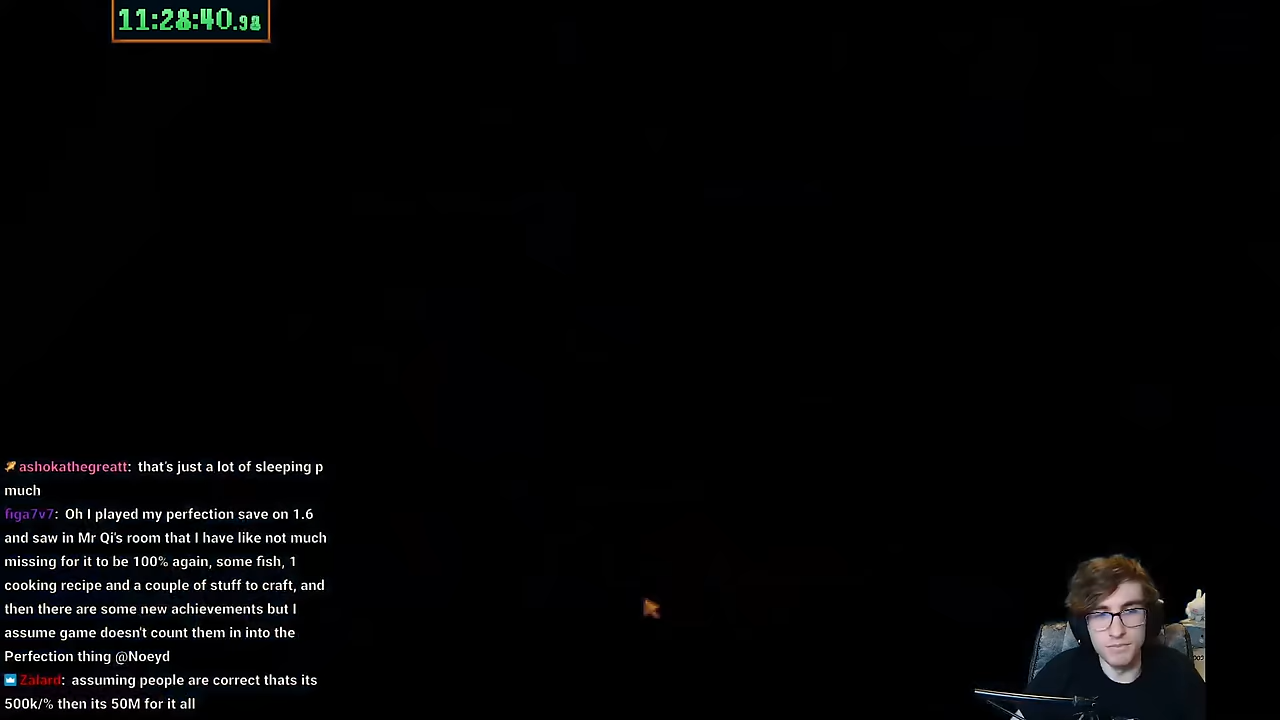 11:28:40.98
ashokathegreatt: that's just a lot of sleeping p
much
figa7v7: Oh I played my perfection save on 1.6
and saw in Mr Qi's room that I have like not much
missing for it to be 100% again, some fish, 1
cooking recipe and a couple of stuff to craft, and
then there are some new achievements but I
assume game doesn't count them in into the
Perfection thing @Noeyd
Zalard: assuming people are correct thats its
500k/% then its 50M for it all